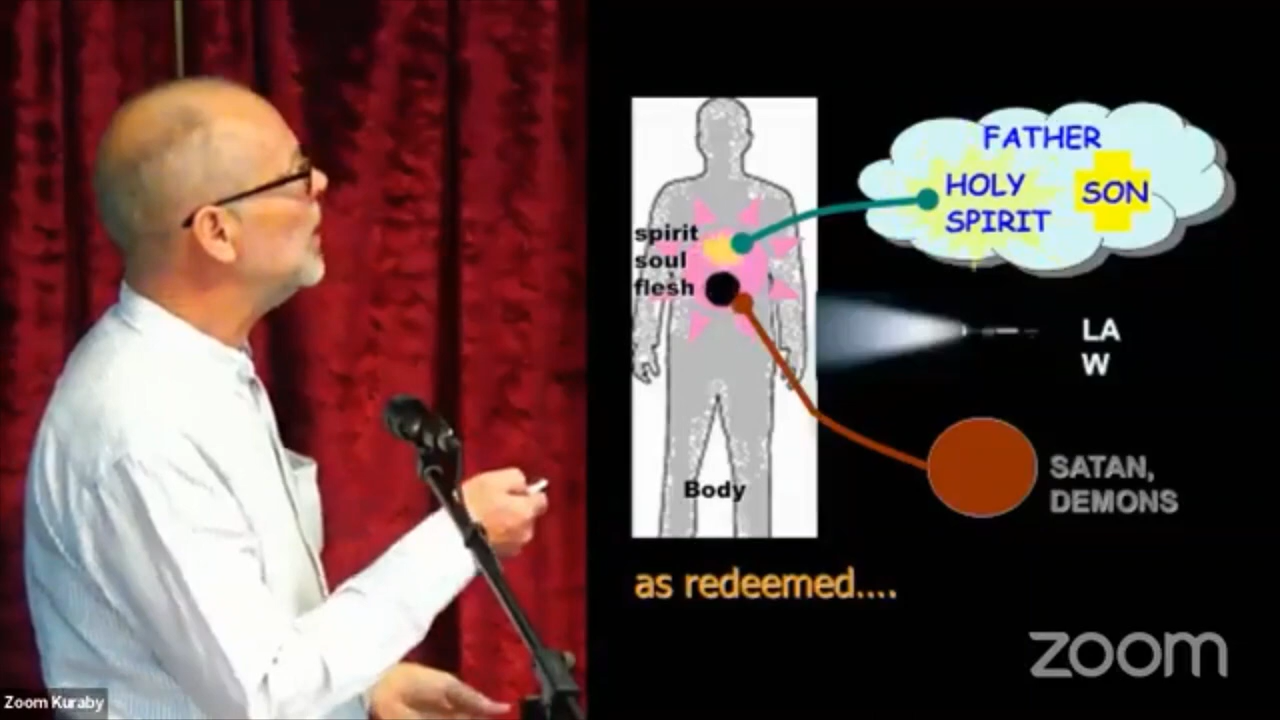 FATHER
HOLY
SPIRIT
SON
spirit
soul
flesh
LA
W
SATAN,
DEMONS
Body
as redeemed....
zoom
Zoom Kuraby